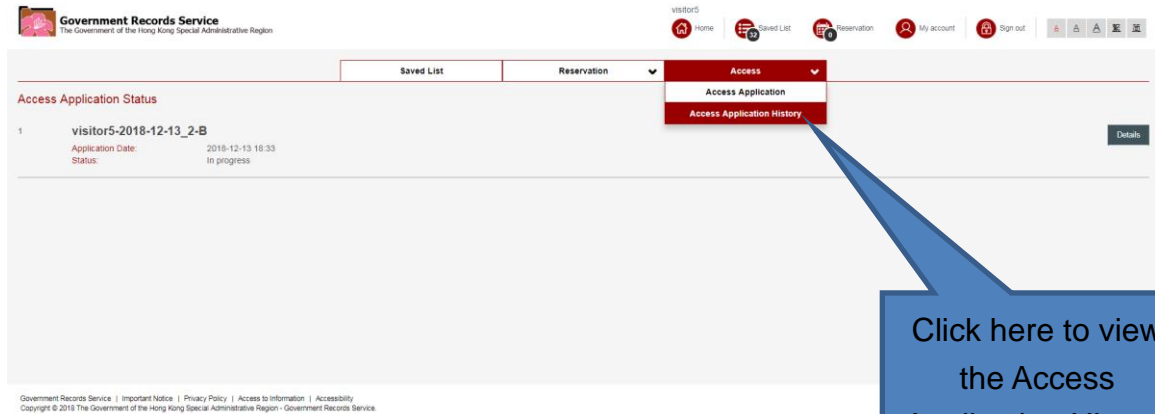 visitor5
Government Records Service
The Government of the Hong Kong Special Administrative Region
Home
32
Saved List
0
Reservation
My account
Sign out
A A A 繁 简
Saved List
Reservation
Access
Access Application
Access Application History
Access Application Status
1
visitor5-2018-12-13_2-B
Details
Application Date: 2018-12-13 18:33
Status: In progress
Click here to view
the Access
Government Records Service | Important Notice | Privacy Policy | Access to Information | Accessibility
Copyright © 2018 The Government of the Hong Kong Special Administrative Region - Government Records Service.